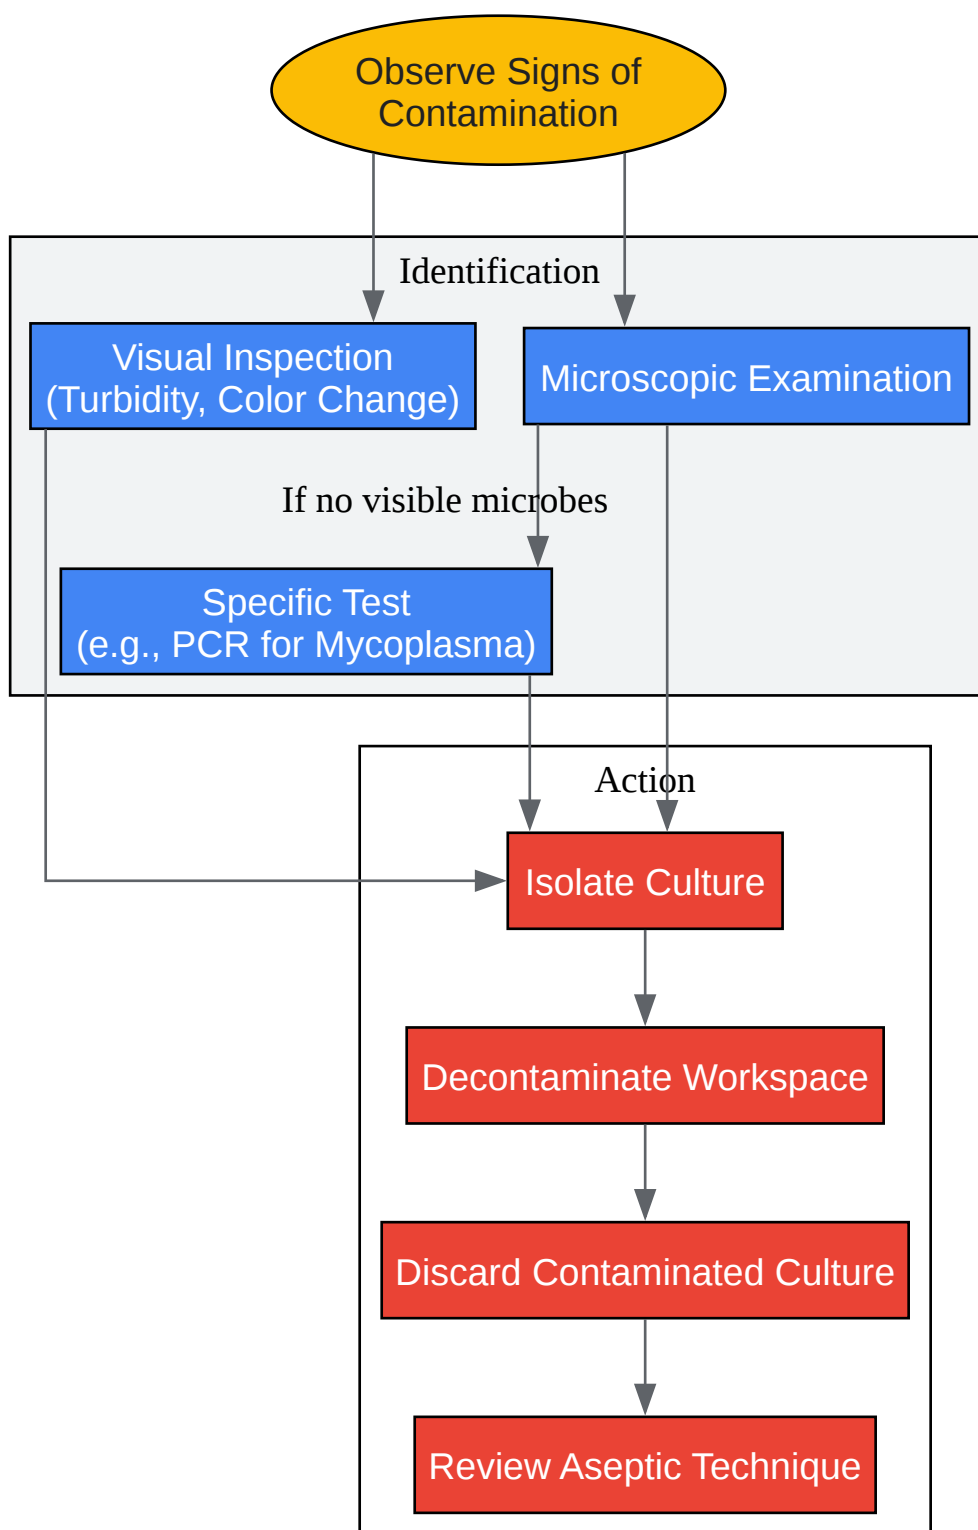 Observe Signs of
Contamination
Identification
Visual Inspection
(Turbidity, Color Change)
Microscopic Examination
If no visible microbes
Specific Test
(e.g., PCR for Mycoplasma)
Action
Isolate Culture
Decontaminate Workspace
Discard Contaminated Culture
Review Aseptic Technique